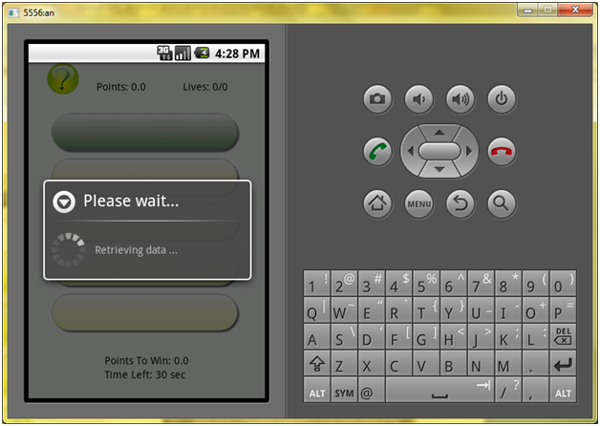 5556:an
3G 4:28 PM
? Points: 0.0 Lives: 0/0
Please wait...
Retrieving data ...
Points To Win: 0.0
Time Left: 30 sec
MENU
1 ! 2 @ 3 # 4 $ 5 % 6 ^ 7 & 8 * 9 ( 0 )
Q | W ~ E “ R ` T { Y } U _ I - O + P =
A S \ D ' F [ G ] H < J > K ; L : DEL
Z X C V B N M .
ALT SYM @ / ? , ALT